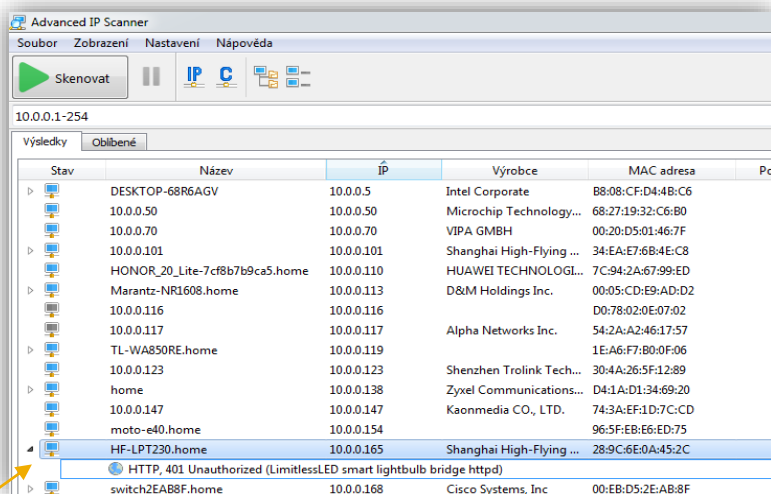 Advanced IP Scanner
Soubor Zobrazení Nastavení Nápověda
Skenovat IP C
10.0.0.1-254
Výsledky Oblíbené
Stav Název IP Výrobce MAC adresa Po
DESKTOP-68R6AGV 10.0.0.5 Intel Corporate B8:08:CF:D4:4B:C6
10.0.0.50 10.0.0.50 Microchip Technology... 68:27:19:32:C6:B0
10.0.0.70 10.0.0.70 VIPA GMBH 00:20:D5:01:46:7F
10.0.0.101 10.0.0.101 Shanghai High-Flying ... 34:EA:E7:6B:4E:C8
HONOR_20_Lite-7cf8b7b9ca5.home 10.0.0.110 HUAWEI TECHNOLOGI... 7C:94:2A:67:99:ED
Marantz-NR1608.home 10.0.0.113 D&M Holdings Inc. 00:05:CD:E9:AD:D2
10.0.0.116 10.0.0.116 D0:78:02:0E:07:02
10.0.0.117 10.0.0.117 Alpha Networks Inc. 54:2A:A2:46:17:57
TL-WA850RE.home 10.0.0.119 1E:A6:F7:B0:0F:06
10.0.0.123 10.0.0.123 Shenzhen Trolink Tech... 30:4A:26:5F:12:89
home 10.0.0.138 Zyxel Communications... D4:1A:D1:34:69:20
10.0.0.147 10.0.0.147 Kaonmedia CO., LTD. 74:3A:EF:1D:7C:CD
moto-e40.home 10.0.0.154 96:5F:EB:E6:ED:75
HF-LPT230.home 10.0.0.165 Shanghai High-Flying ... 28:9C:6E:0A:45:2C
HTTP, 401 Unauthorized (LimitlessLED smart lightbulb bridge httpd)
switch2EAB8F.home 10.0.0.168 Cisco Systems, Inc 00:EB:D5:2E:AB:8F